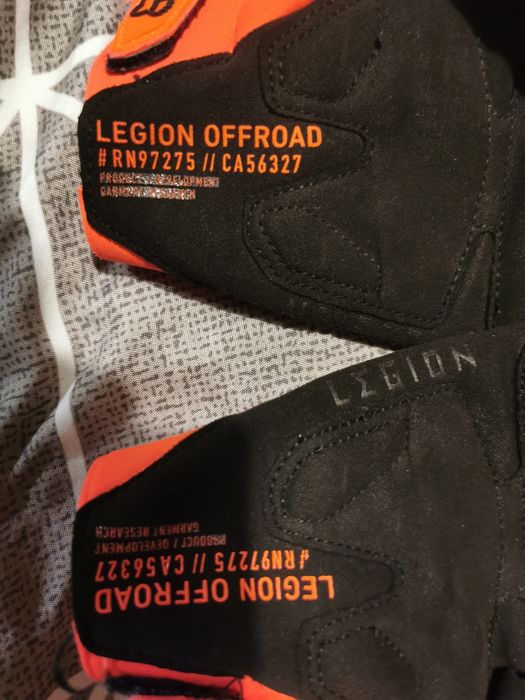 LEGION OFFROAD
# RN97275 // CA56327
PRODUCT / DEVELOPMENT
GARMENT RESEARCH
LEGION
LEGION OFFROAD
# RN97275 // CA56327
PRODUCT / DEVELOPMENT
GARMENT RESEARCH